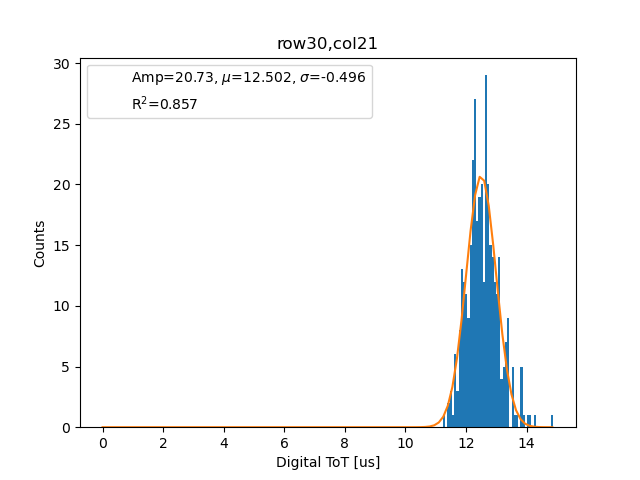 row30,col21
Amp=20.73, μ=12.502, σ=-0.496
R²=0.857
30
25
20
15
10
5
0
Counts
0 2 4 6 8 10 12 14
Digital ToT [us]